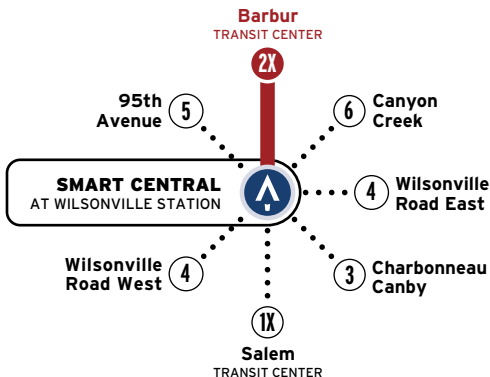 Barbur
TRANSIT CENTER
2X
95th
Avenue
5
6
Canyon
Creek
SMART CENTRAL
AT WILSONVILLE STATION
4
Wilsonville
Road East
Wilsonville
Road West
4
3
Charbonneau
Canby
1X
Salem
TRANSIT CENTER